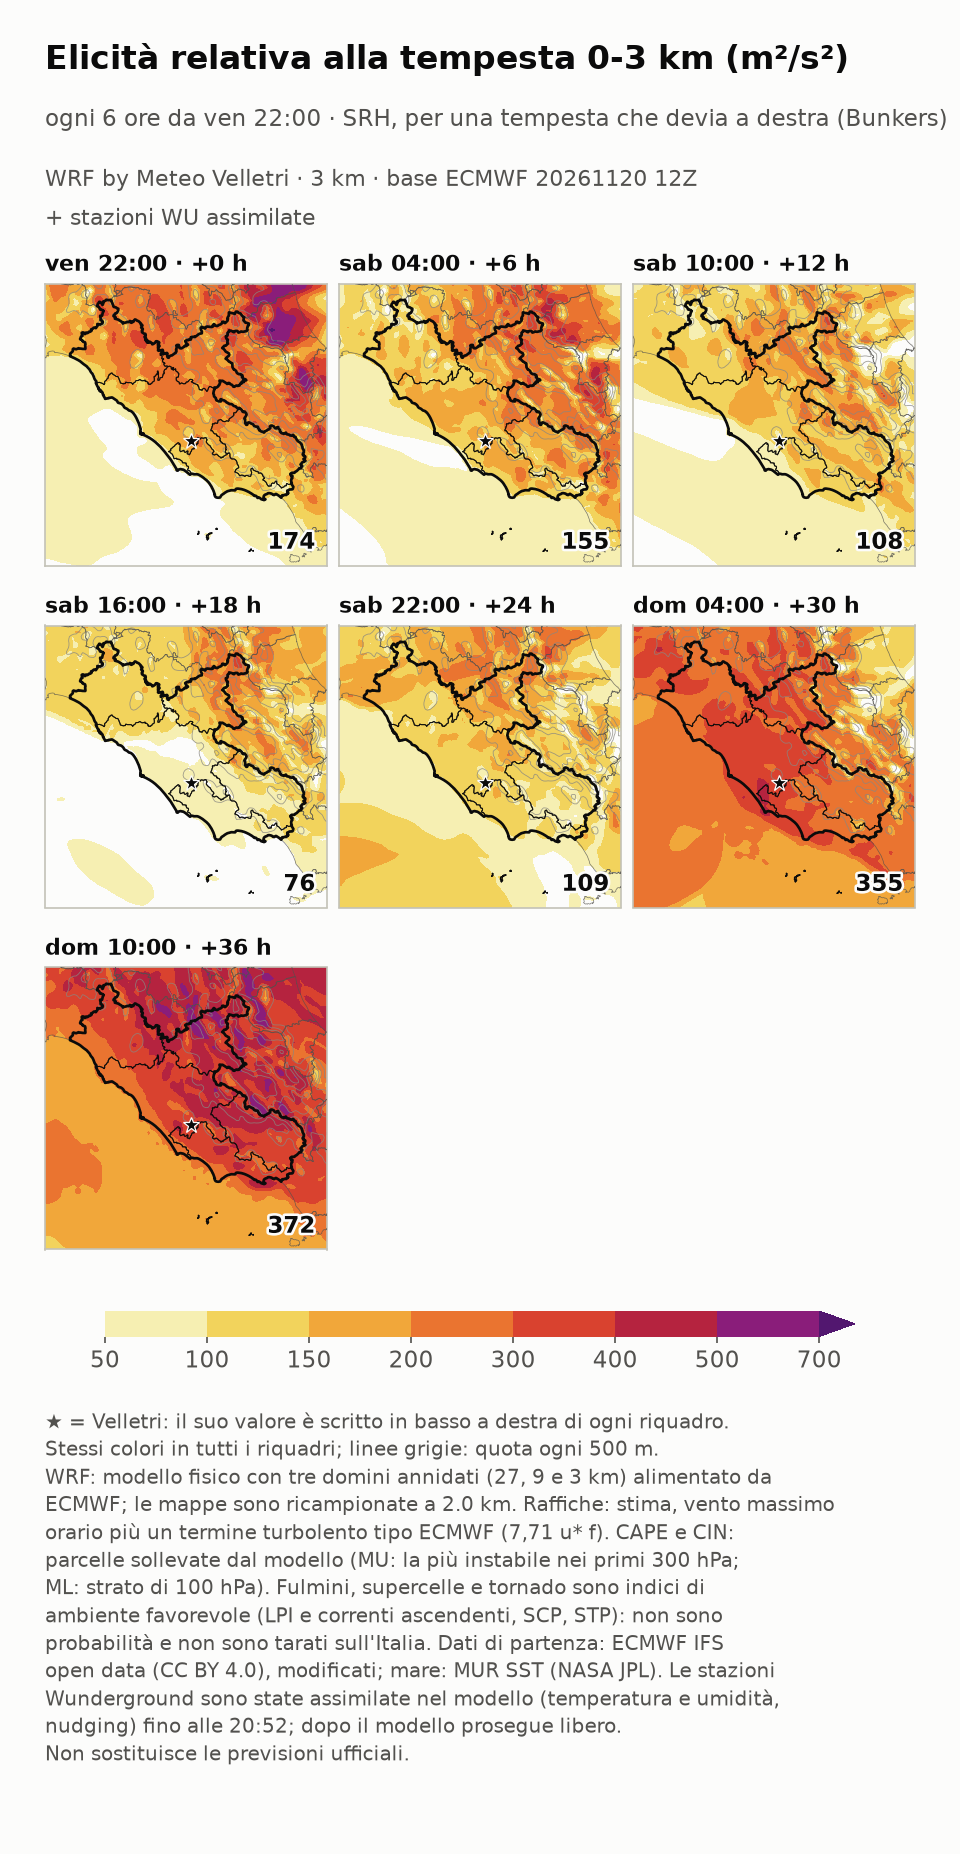 Elicità relativa alla tempesta 0-3 km (m²/s²)
ogni 6 ore da ven 22:00 · SRH, per una tempesta che devia a destra (Bunkers)
WRF by Meteo Velletri · 3 km · base ECMWF 20261120 12Z
+ stazioni WU assimilate
ven 22:00 · +0 h
sab 04:00 · +6 h
sab 10:00 · +12 h
174
155
108
sab 16:00 · +18 h
sab 22:00 · +24 h
dom 04:00 · +30 h
76
109
355
dom 10:00 · +36 h
372
50 100 150 200 300 400 500 700
★ = Velletri: il suo valore è scritto in basso a destra di ogni riquadro.
Stessi colori in tutti i riquadri; linee grigie: quota ogni 500 m.
WRF: modello fisico con tre domini annidati (27, 9 e 3 km) alimentato da
ECMWF; le mappe sono ricampionate a 2.0 km. Raffiche: stima, vento massimo
orario più un termine turbolento tipo ECMWF (7,71 u* f). CAPE e CIN:
parcelle sollevate dal modello (MU: la più instabile nei primi 300 hPa;
ML: strato di 100 hPa). Fulmini, supercelle e tornado sono indici di
ambiente favorevole (LPI e correnti ascendenti, SCP, STP): non sono
probabilità e non sono tarati sull'Italia. Dati di partenza: ECMWF IFS
open data (CC BY 4.0), modificati; mare: MUR SST (NASA JPL). Le stazioni
Wunderground sono state assimilate nel modello (temperatura e umidità,
nudging) fino alle 20:52; dopo il modello prosegue libero.
Non sostituisce le previsioni ufficiali.